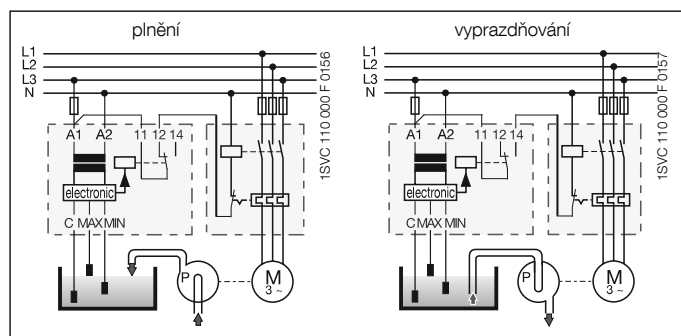 plnění
L1
L2
L3
N
A1 A2 11 12 14
electronic
C MAX MIN
P
M
3 ~
1SVC 110 000 F 0156
vyprazdňování
L1
L2
L3
N
A1 A2 11 12 14
electronic
C MAX MIN
P
M
3 ~
1SVC 110 000 F 0157